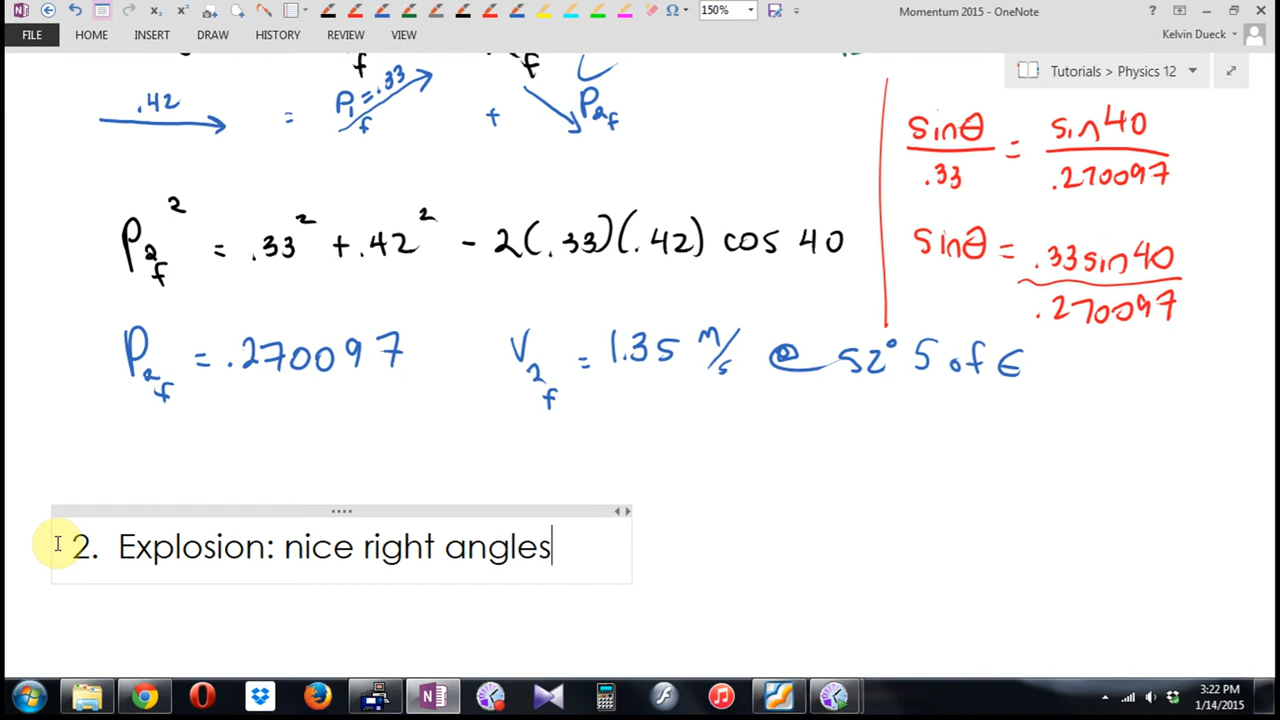 150%
Momentum 2015 - OneNote
FILE HOME INSERT DRAW HISTORY REVIEW VIEW
Kelvin Dueck
Tutorials > Physics 12
f f
.42 = P1f = .33 + P2f
sinθ/.33 = sin40/.270097
P2f² = .33² + .42² - 2(.33)(.42) cos 40
sinθ = .33sin40/.270097
P2f = .270097 V2f = 1.35 m/s @ 52° S of E
2. Explosion: nice right angles
3:22 PM
1/14/2015